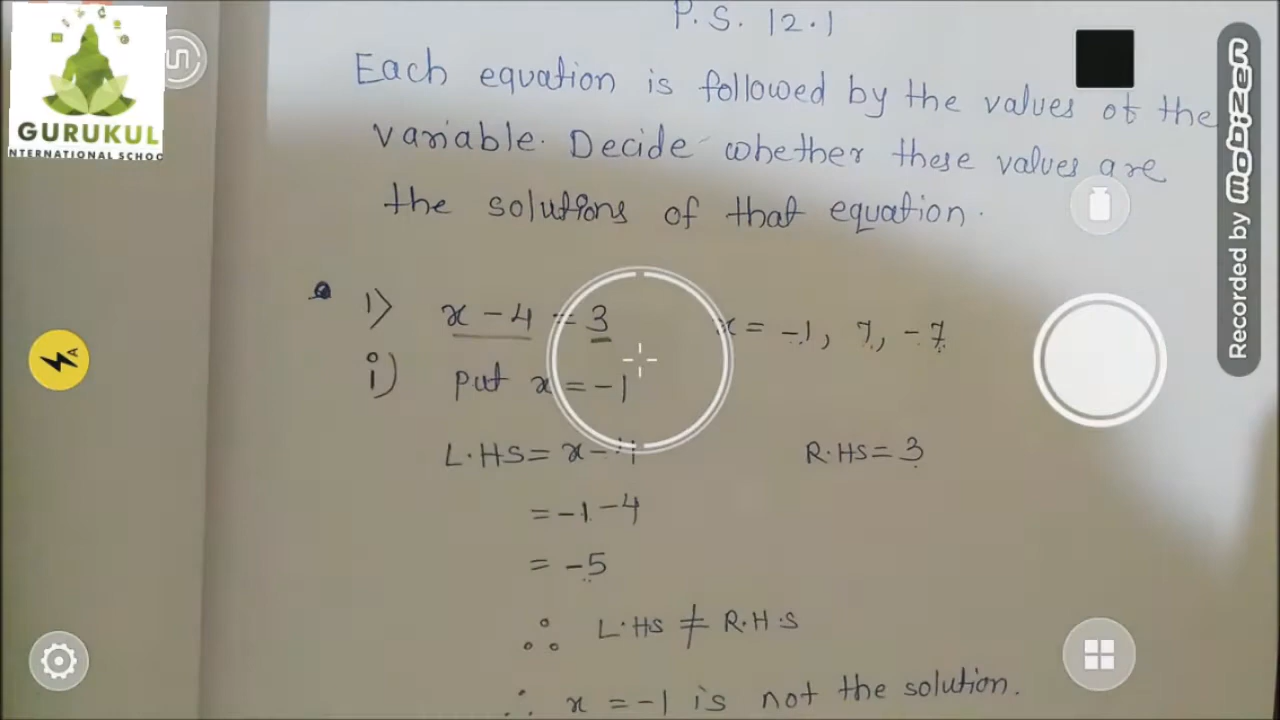 P.S. 12.1
Each equation is followed by the values of the
variable. Decide whether these values are
the solutions of that equation.
1) x - 4 = 3 x = -1, 7, -7
i) put x = -1
L.HS = x - 4 R.HS = 3
= -1 - 4
= -5
∴ L.HS ≠ R.H.S
∴ x = -1 is not the solution.
GURUKUL
INTERNATIONAL SCHOO
Recorded by mobizen
A